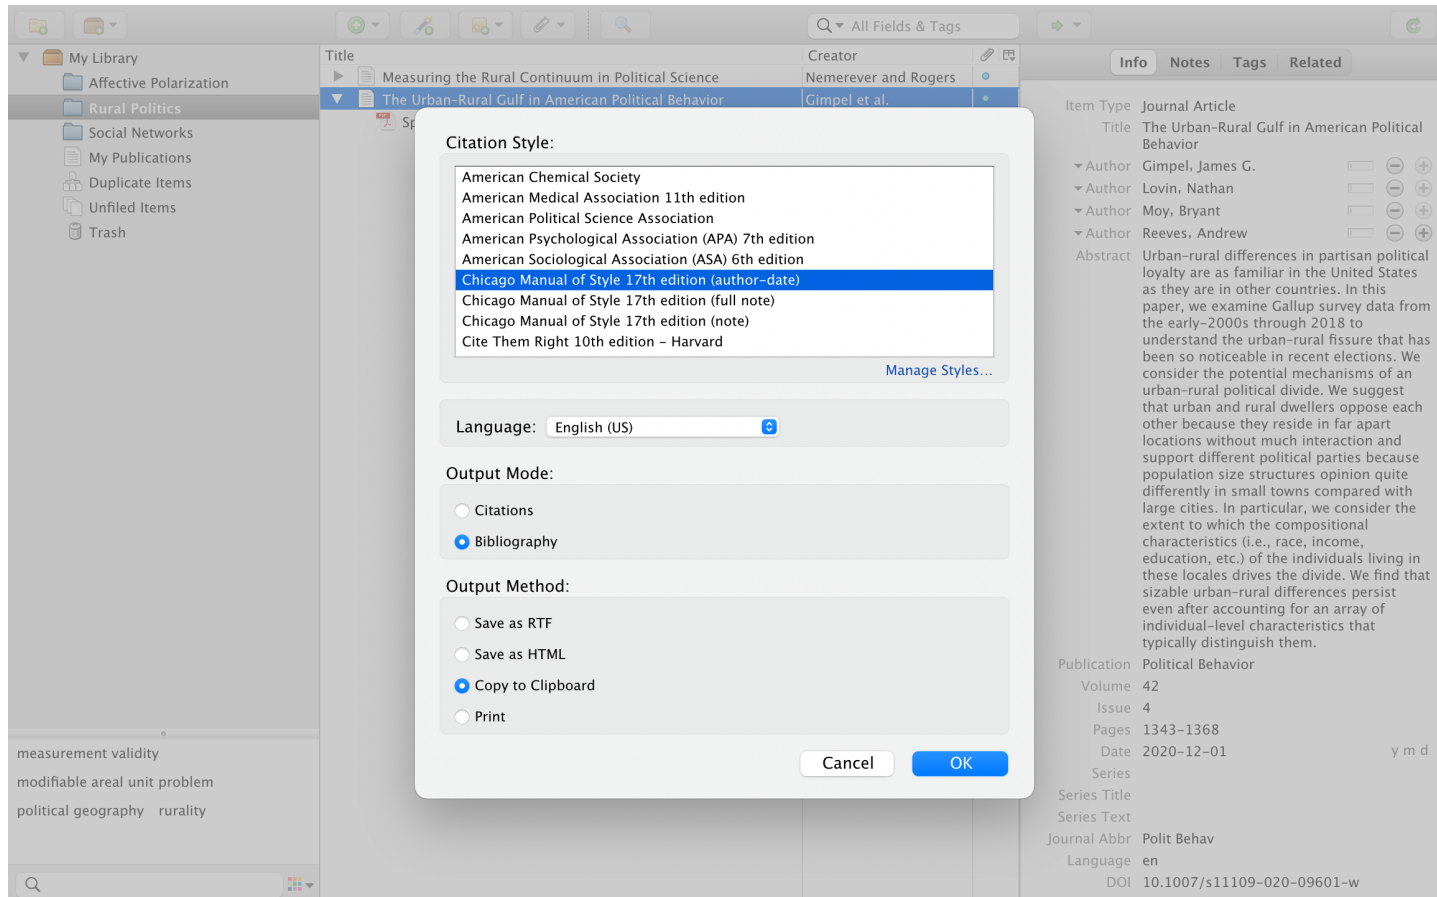 All Fields & Tags
My Library
Affective Polarization
Rural Politics
Social Networks
My Publications
Duplicate Items
Unfiled Items
Trash
measurement validity
modifiable areal unit problem
political geography rurality
Title Creator
Measuring the Rural Continuum in Political Science Nemerever and Rogers
The Urban-Rural Gulf in American Political Behavior Gimpel et al.
Sp
Citation Style:
American Chemical Society
American Medical Association 11th edition
American Political Science Association
American Psychological Association (APA) 7th edition
American Sociological Association (ASA) 6th edition
Chicago Manual of Style 17th edition (author-date)
Chicago Manual of Style 17th edition (full note)
Chicago Manual of Style 17th edition (note)
Cite Them Right 10th edition - Harvard
Manage Styles...
Language: English (US)
Output Mode:
Citations
Bibliography
Output Method:
Save as RTF
Save as HTML
Copy to Clipboard
Print
Cancel OK
Info Notes Tags Related
Item Type Journal Article
Title The Urban-Rural Gulf in American Political
Behavior
Author Gimpel, James G.
Author Lovin, Nathan
Author Moy, Bryant
Author Reeves, Andrew
Abstract Urban-rural differences in partisan political
loyalty are as familiar in the United States
as they are in other countries. In this
paper, we examine Gallup survey data from
the early-2000s through 2018 to
understand the urban-rural fissure that has
been so noticeable in recent elections. We
consider the potential mechanisms of an
urban-rural political divide. We suggest
that urban and rural dwellers oppose each
other because they reside in far apart
locations without much interaction and
support different political parties because
population size structures opinion quite
differently in small towns compared with
large cities. In particular, we consider the
extent to which the compositional
characteristics (i.e., race, income,
education, etc.) of the individuals living in
these locales drives the divide. We find that
sizable urban-rural differences persist
even after accounting for an array of
individual-level characteristics that
typically distinguish them.
Publication Political Behavior
Volume 42
Issue 4
Pages 1343-1368
Date 2020-12-01 y m d
Series
Series Title
Series Text
Journal Abbr Polit Behav
Language en
DOI 10.1007/s11109-020-09601-w